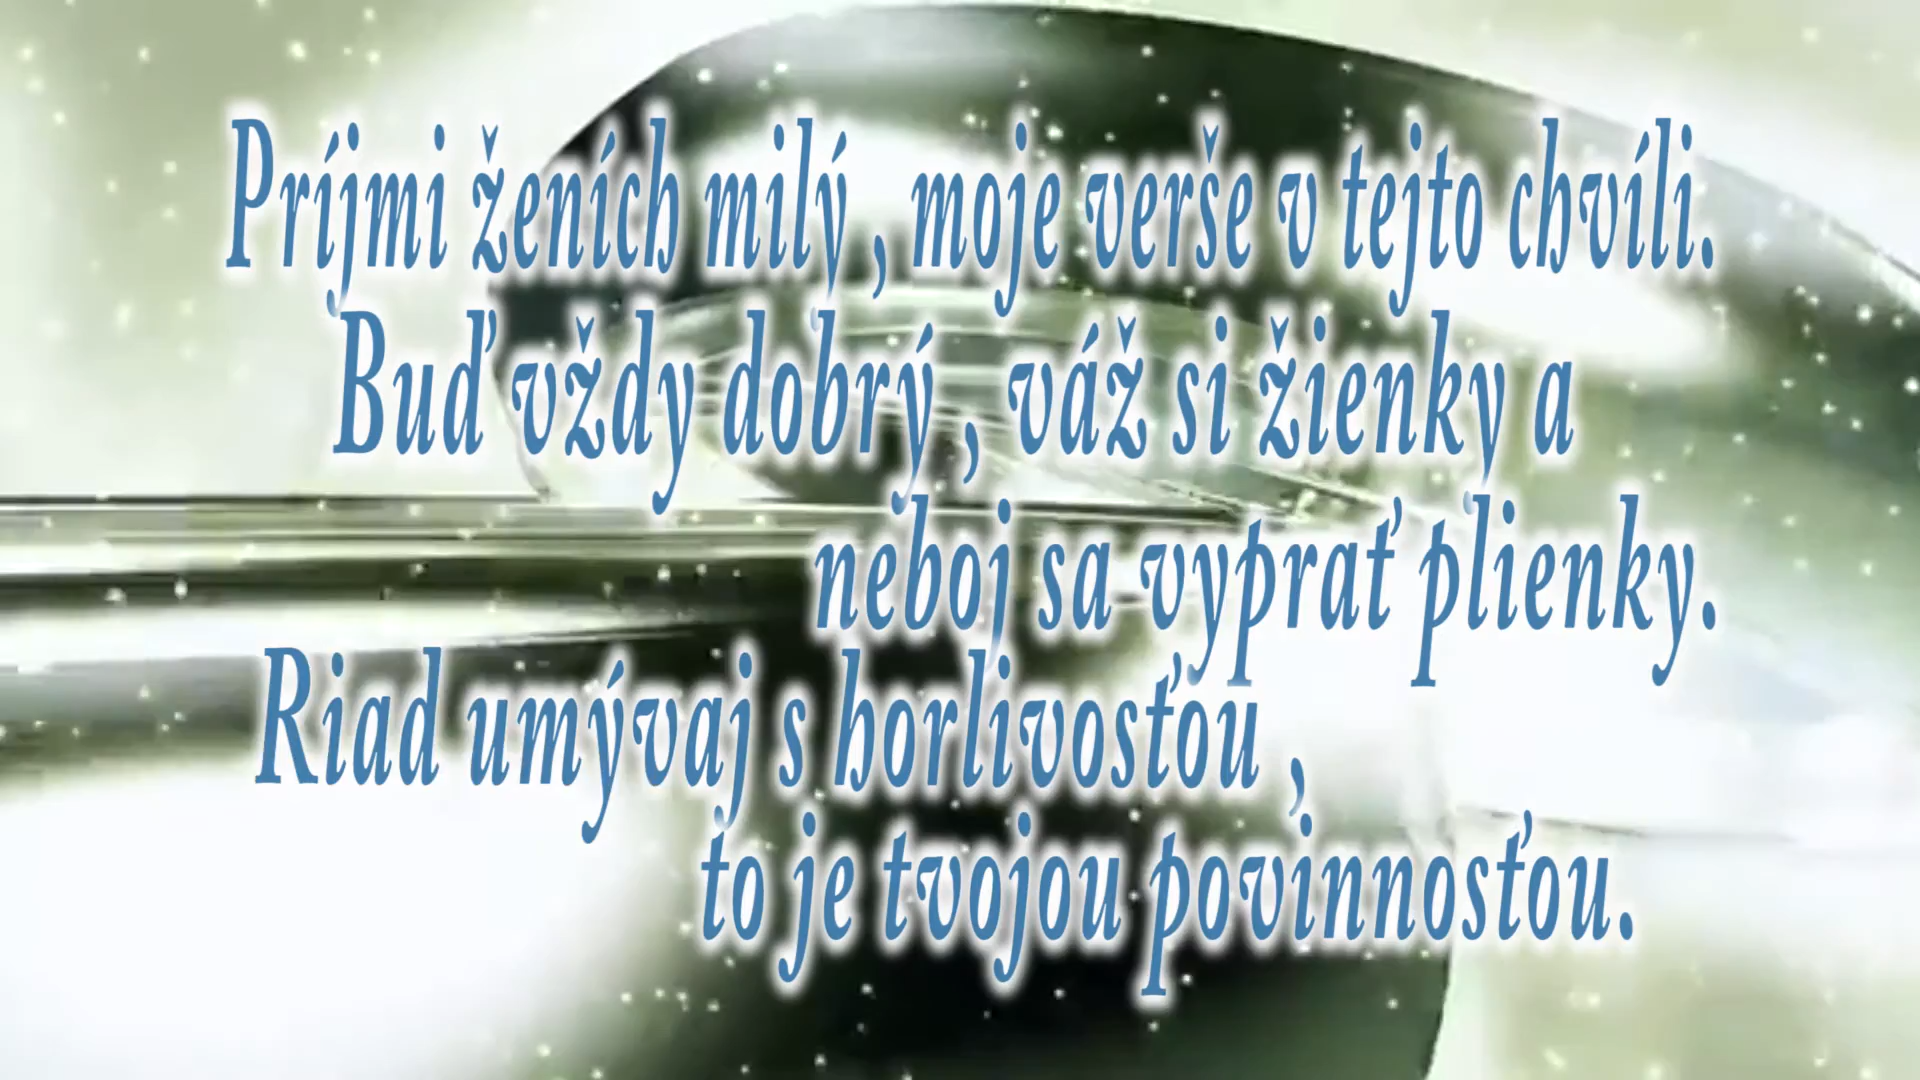 Príjmi ženích milý , moje verše v tejto chvíli.
Buď vždy dobrý , váž si žienky a
neboj sa vyprať plienky.
Riad umývaj s horlivosťou ,
to je tvojou povinnosťou.